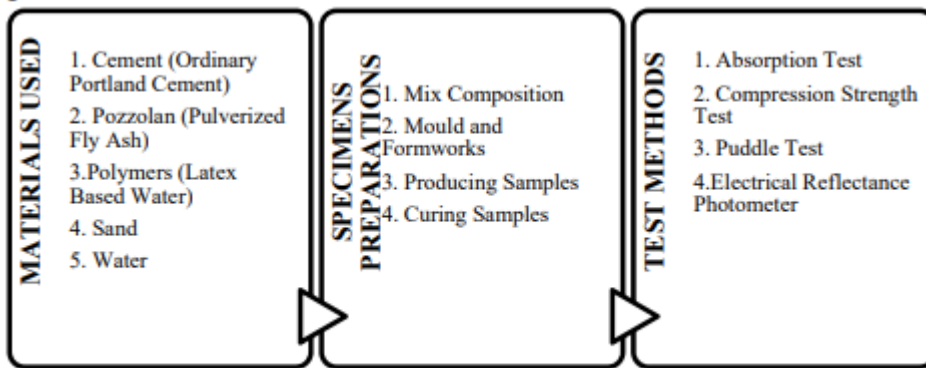 MATERIALS USED
1. Cement (Ordinary
Portland Cement)
2. Pozzolan (Pulverized
Fly Ash)
3.Polymers (Latex
Based Water)
4. Sand
5. Water
SPECIMENS
PREPARATIONS
1. Mix Composition
2. Mould and
Formworks
3. Producing Samples
4. Curing Samples
TEST METHODS
1. Absorption Test
2. Compression Strength
Test
3. Puddle Test
4.Electrical Reflectance
Photometer